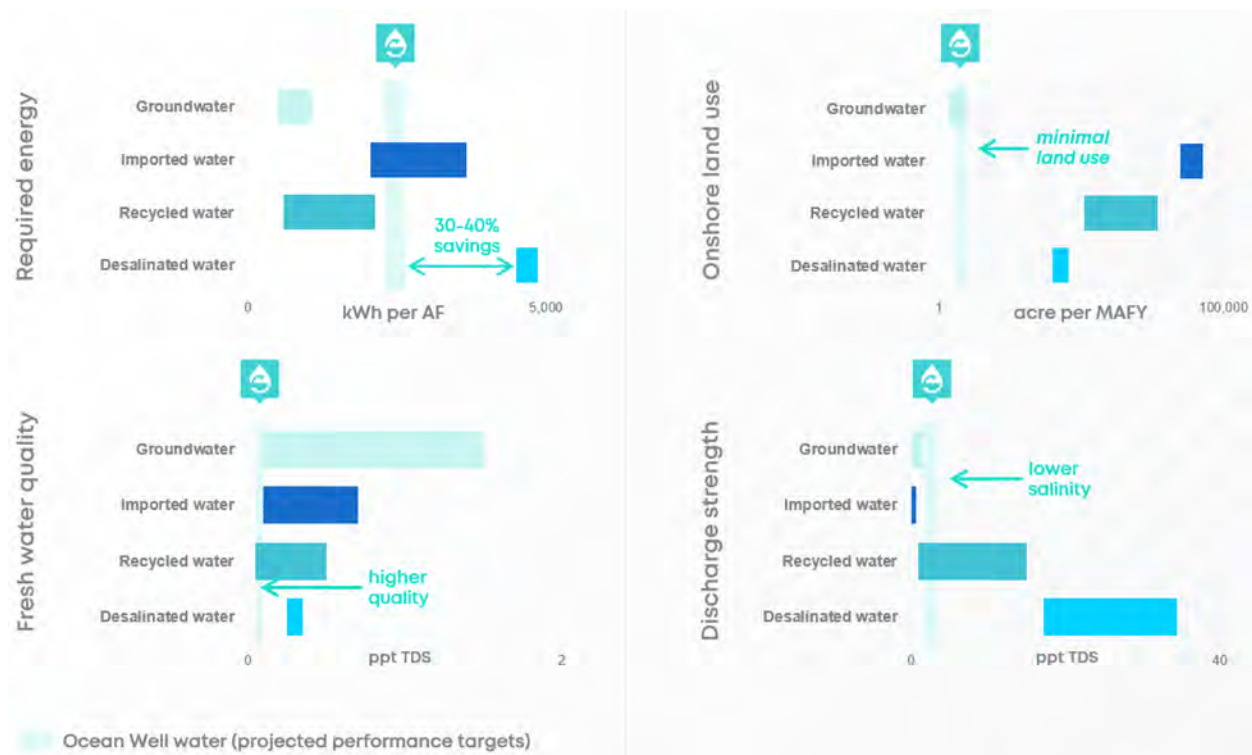 Required energy
Groundwater
Imported water
Recycled water
Desalinated water
30-40%
savings
0
kWh per AF
5,000
Onshore land use
Groundwater
Imported water
Recycled water
Desalinated water
minimal
land use
1
acre per MAFY
100,000
Fresh water quality
Groundwater
Imported water
Recycled water
Desalinated water
higher
quality
0
ppt TDS
2
Discharge strength
Groundwater
Imported water
Recycled water
Desalinated water
lower
salinity
0
ppt TDS
40
Ocean Well water (projected performance targets)